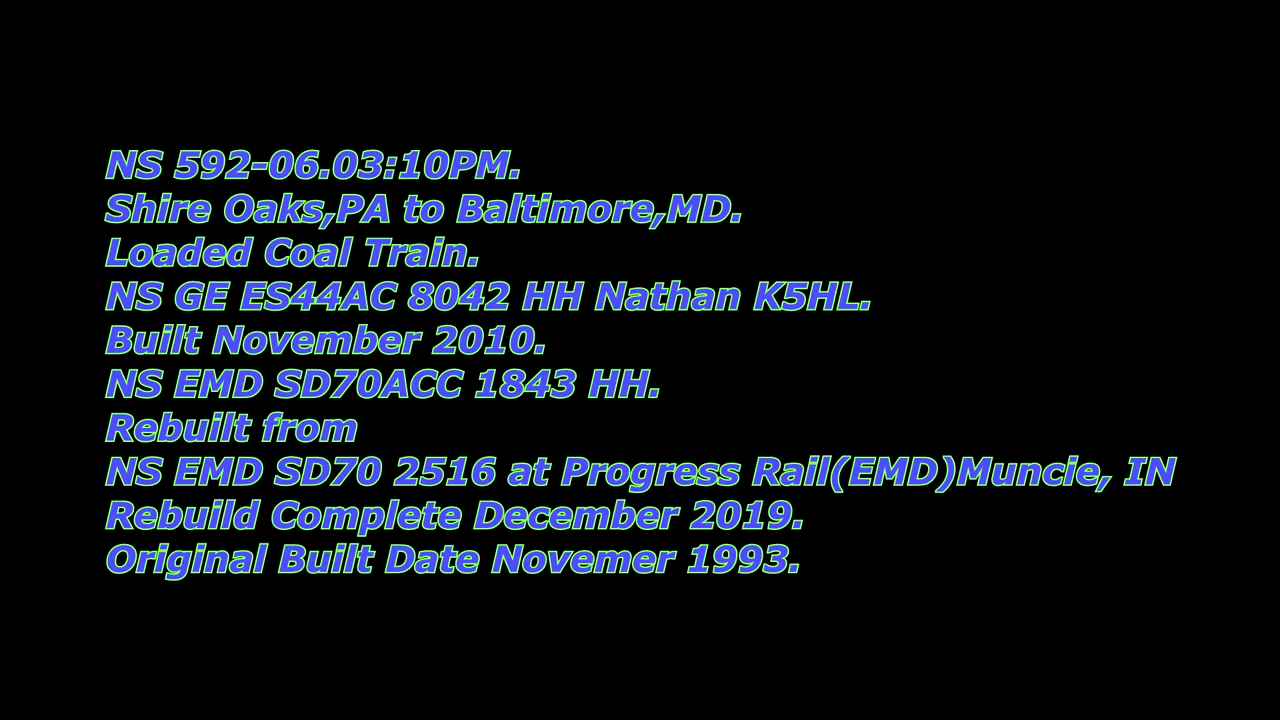 NS 592-06.03:10PM.
Shire Oaks,PA to Baltimore,MD.
Loaded Coal Train.
NS GE ES44AC 8042 HH Nathan K5HL.
Built November 2010.
NS EMD SD70ACC 1843 HH.
Rebuilt from
NS EMD SD70 2516 at Progress Rail(EMD)Muncie, IN
Rebuild Complete December 2019.
Original Built Date Novemer 1993.